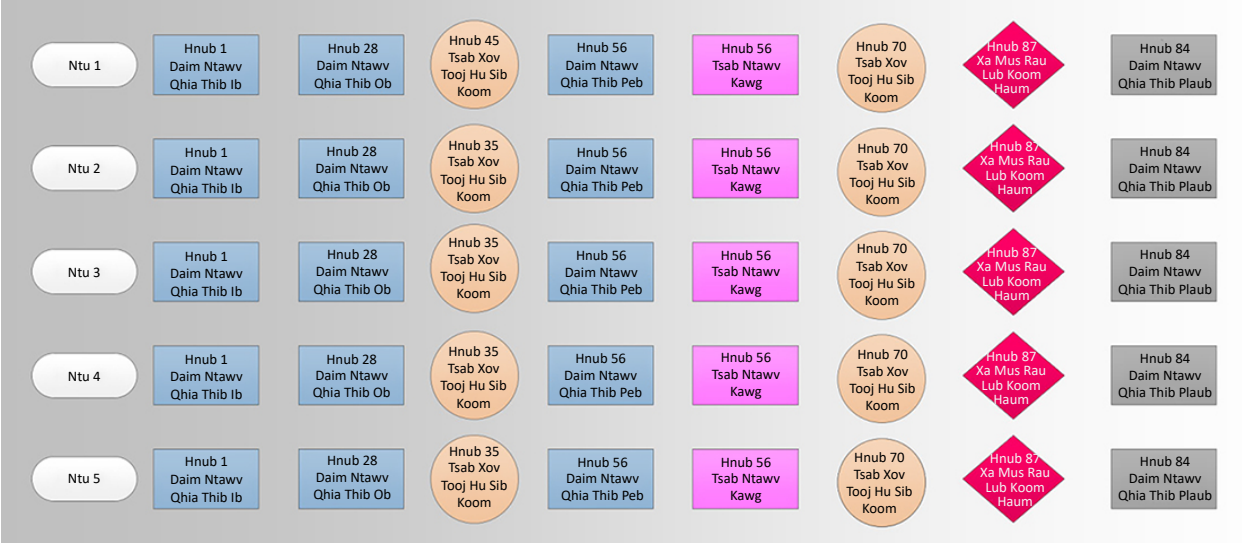 Ntu 1
Hnub 1
Daim Ntawv
Qhia Thib Ib
Hnub 28
Daim Ntawv
Qhia Thib Ob
Hnub 45
Tsab Xov
Tooj Hu Sib
Koom
Hnub 56
Daim Ntawv
Qhia Thib Peb
Hnub 56
Tsab Ntawv
Kawg
Hnub 70
Tsab Xov
Tooj Hu Sib
Koom
Hnub 87
Xa Mus Rau
Lub Koom
Haum
Hnub 84
Daim Ntawv
Qhia Thib Plaub
Ntu 2
Hnub 1
Daim Ntawv
Qhia Thib Ib
Hnub 28
Daim Ntawv
Qhia Thib Ob
Hnub 35
Tsab Xov
Tooj Hu Sib
Koom
Hnub 56
Daim Ntawv
Qhia Thib Peb
Hnub 56
Tsab Ntawv
Kawg
Hnub 70
Tsab Xov
Tooj Hu Sib
Koom
Hnub 87
Xa Mus Rau
Lub Koom
Haum
Hnub 84
Daim Ntawv
Qhia Thib Plaub
Ntu 3
Hnub 1
Daim Ntawv
Qhia Thib Ib
Hnub 28
Daim Ntawv
Qhia Thib Ob
Hnub 35
Tsab Xov
Tooj Hu Sib
Koom
Hnub 56
Daim Ntawv
Qhia Thib Peb
Hnub 56
Tsab Ntawv
Kawg
Hnub 70
Tsab Xov
Tooj Hu Sib
Koom
Hnub 87
Xa Mus Rau
Lub Koom
Haum
Hnub 84
Daim Ntawv
Qhia Thib Plaub
Ntu 4
Hnub 1
Daim Ntawv
Qhia Thib Ib
Hnub 28
Daim Ntawv
Qhia Thib Ob
Hnub 35
Tsab Xov
Tooj Hu Sib
Koom
Hnub 56
Daim Ntawv
Qhia Thib Peb
Hnub 56
Tsab Ntawv
Kawg
Hnub 70
Tsab Xov
Tooj Hu Sib
Koom
Hnub 87
Xa Mus Rau
Lub Koom
Haum
Hnub 84
Daim Ntawv
Qhia Thib Plaub
Ntu 5
Hnub 1
Daim Ntawv
Qhia Thib Ib
Hnub 28
Daim Ntawv
Qhia Thib Ob
Hnub 35
Tsab Xov
Tooj Hu Sib
Koom
Hnub 56
Daim Ntawv
Qhia Thib Peb
Hnub 56
Tsab Ntawv
Kawg
Hnub 70
Tsab Xov
Tooj Hu Sib
Koom
Hnub 87
Xa Mus Rau
Lub Koom
Haum
Hnub 84
Daim Ntawv
Qhia Thib Plaub